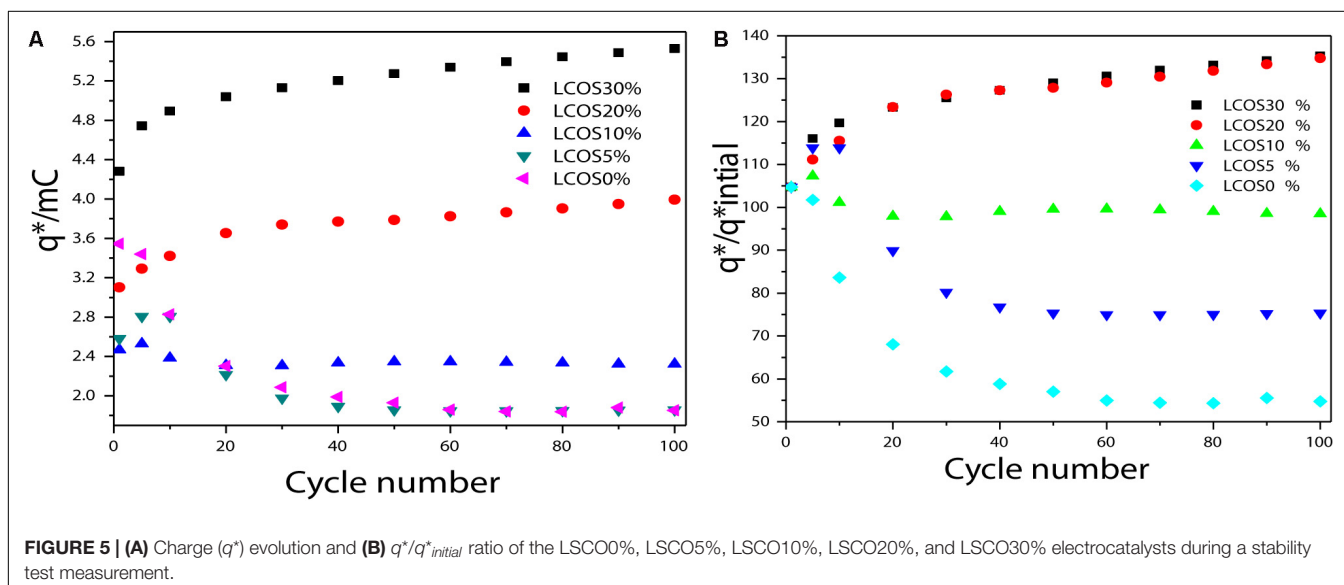 A
q*/mC
5.6
5.2
4.8
4.4
4.0
3.6
3.2
2.8
2.4
2.0
LCOS30%
LCOS20%
LCOS10%
LCOS5%
LCOS0%
0 20 40 60 80 100
Cycle number
B
q*/q*intial
140
130
120
110
100
90
80
70
60
50
LCOS30 %
LCOS20 %
LCOS10 %
LCOS5 %
LCOS0 %
0 20 40 60 80 100
Cycle number
FIGURE 5 | (A) Charge (q*) evolution and (B) q*/q*initial ratio of the LSCO0%, LSCO5%, LSCO10%, LSCO20%, and LSCO30% electrocatalysts during a stability
test measurement.